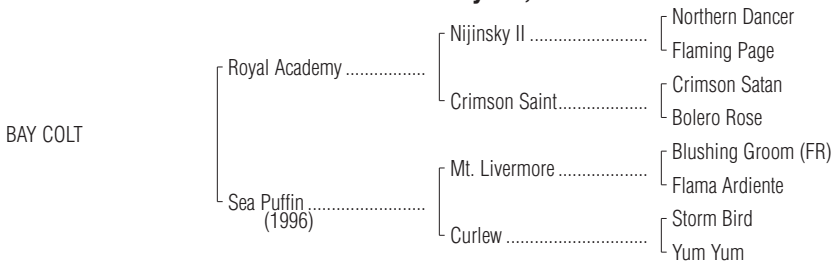 Northern Dancer
Nijinsky II ................................
Flaming Page
Royal Academy .................
Crimson Satan
Crimson Saint........................
Bolero Rose
BAY COLT
Blushing Groom (FR)
Mt. Livermore ........................
Flama Ardiente
Sea Puffin ...........................
(1996)
Storm Bird
Curlew ......................................
Yum Yum